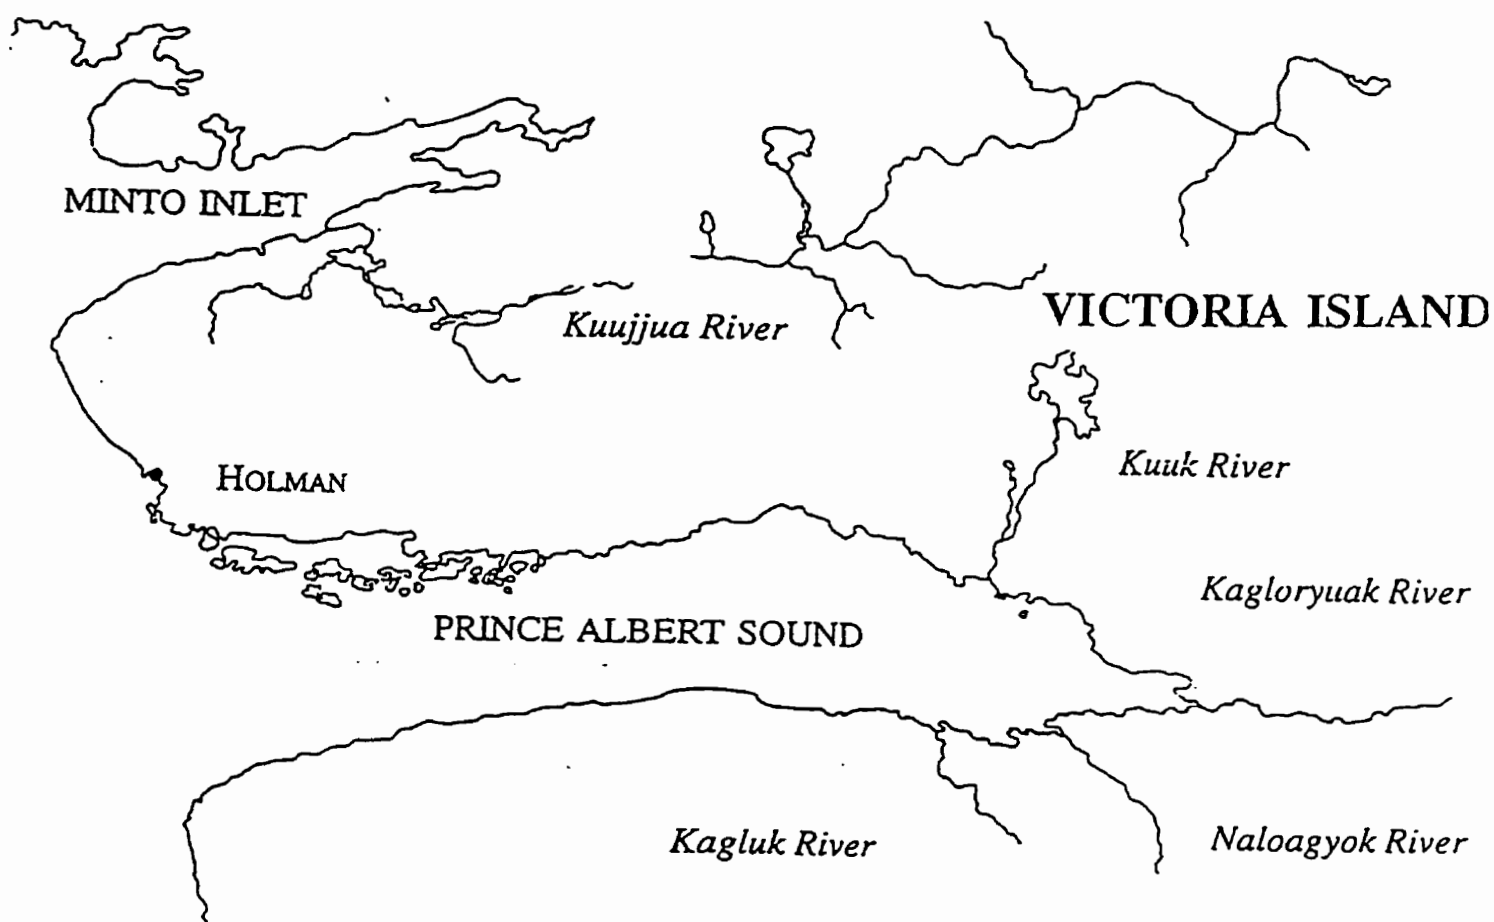 MINTO INLET
Kuujjua River
VICTORIA ISLAND
Kuuk River
HOLMAN
Kagloryuak River
PRINCE ALBERT SOUND
Kagluk River
Naloagyok River